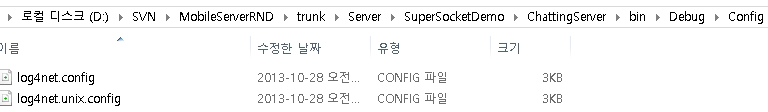 로컬 디스크 (D:) ▸ SVN ▸ MobileServerRND ▸ trunk ▸ Server ▸ SuperSocketDemo ▸ ChattingServer ▸ bin ▸ Debug ▸ Config
이름 수정한 날짜 유형 크기
log4net.config 2013-10-28 오전... CONFIG 파일 3KB
log4net.unix.config 2013-10-28 오전... CONFIG 파일 3KB